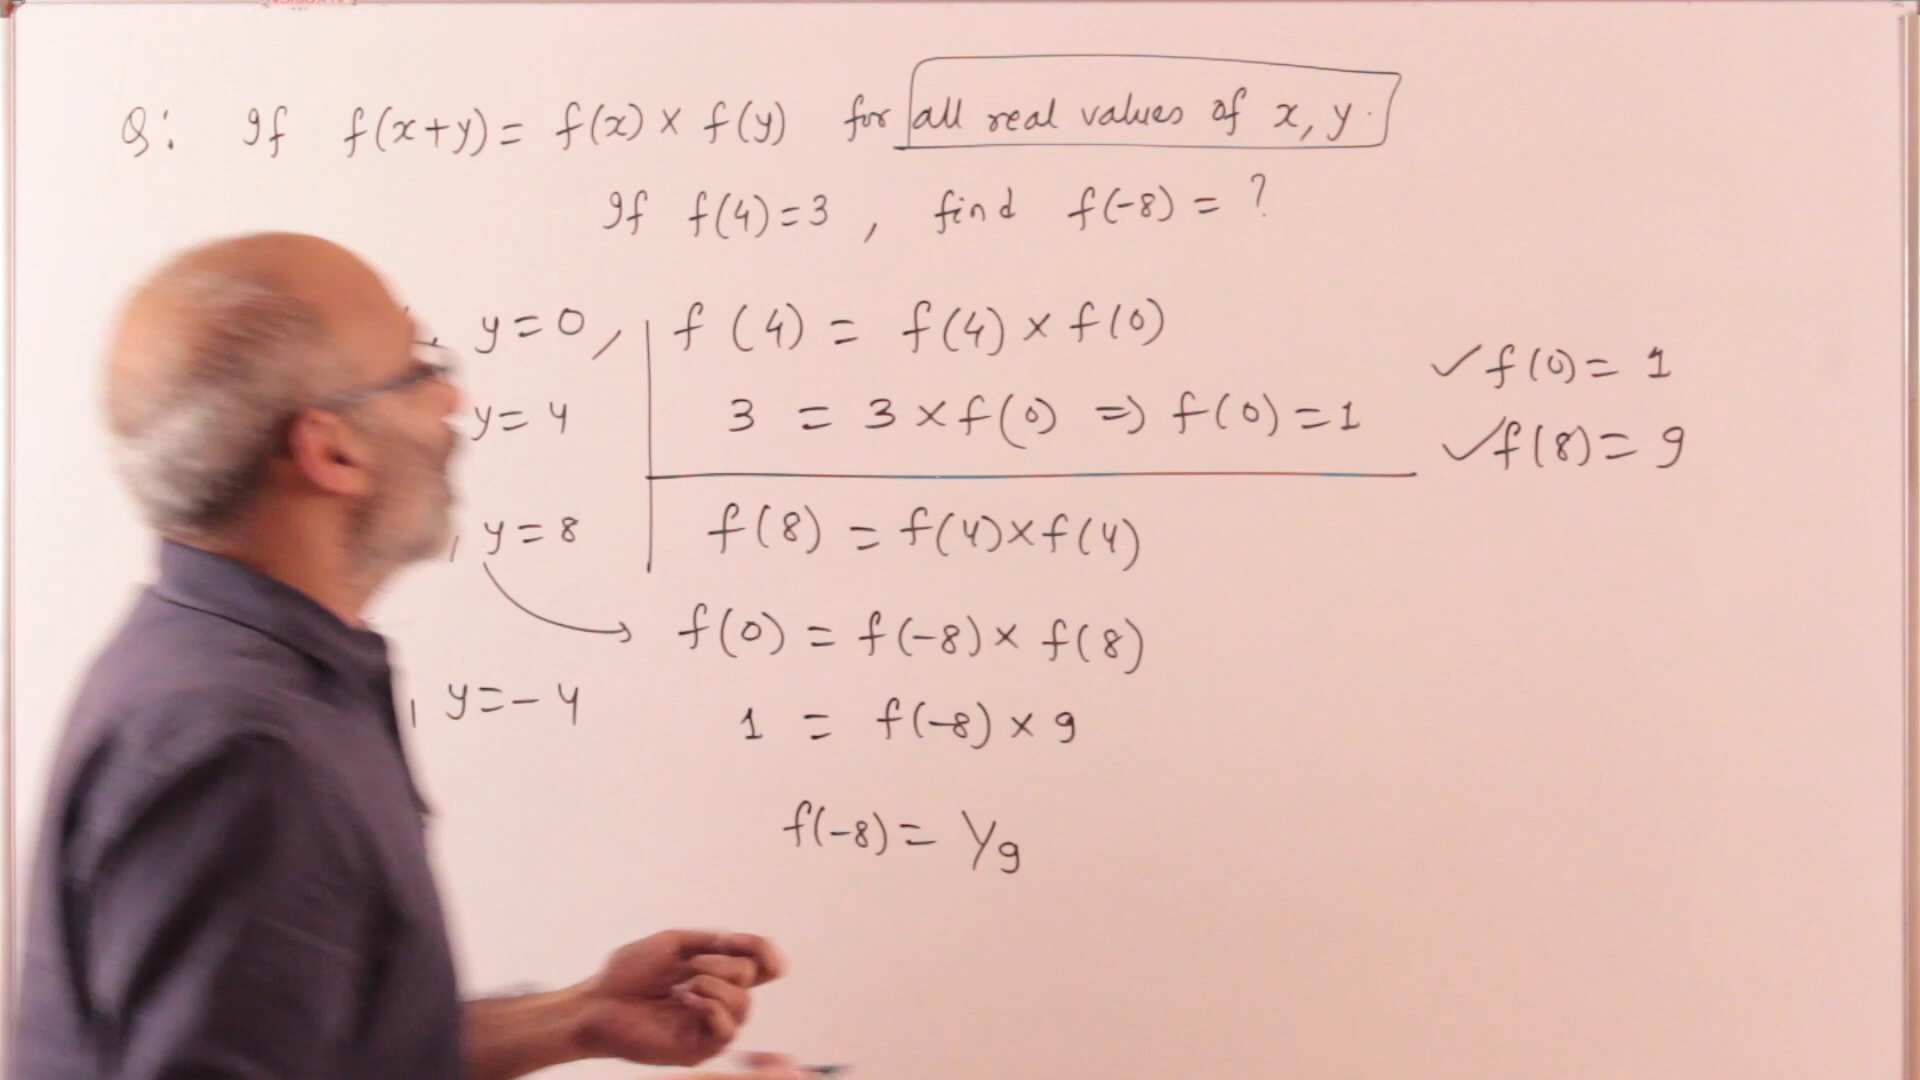 Q: If f(x+y) = f(x) × f(y) for all real values of x, y.
If f(4)=3 , find f(-8) = ?
, y=0, f(4) = f(4) × f(0)
✓f(0) = 1
y=4 3 = 3 × f(0) => f(0) = 1
✓f(8) = 9
, y=8 f(8) = f(4)×f(4)
f(0) = f(-8) × f(8)
, y=-4 1 = f(-8) × 9
f(-8) = 1/9